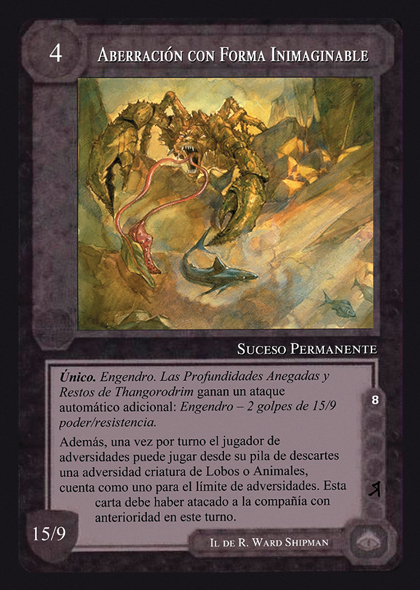 4
Aberración con Forma Inimaginable
Suceso Permanente
Único. Engendro. Las Profundidades Anegadas y
Restos de Thangorodrim ganan un ataque
automático adicional: Engendro – 2 golpes de 15/9
poder/resistencia.
8
Además, una vez por turno el jugador de
adversidades puede jugar desde su pila de descartes
una adversidad criatura de Lobos o Animales,
cuenta como uno para el límite de adversidades. Esta
carta debe haber atacado a la compañía con
anterioridad en este turno.
15/9
Il de R. Ward Shipman